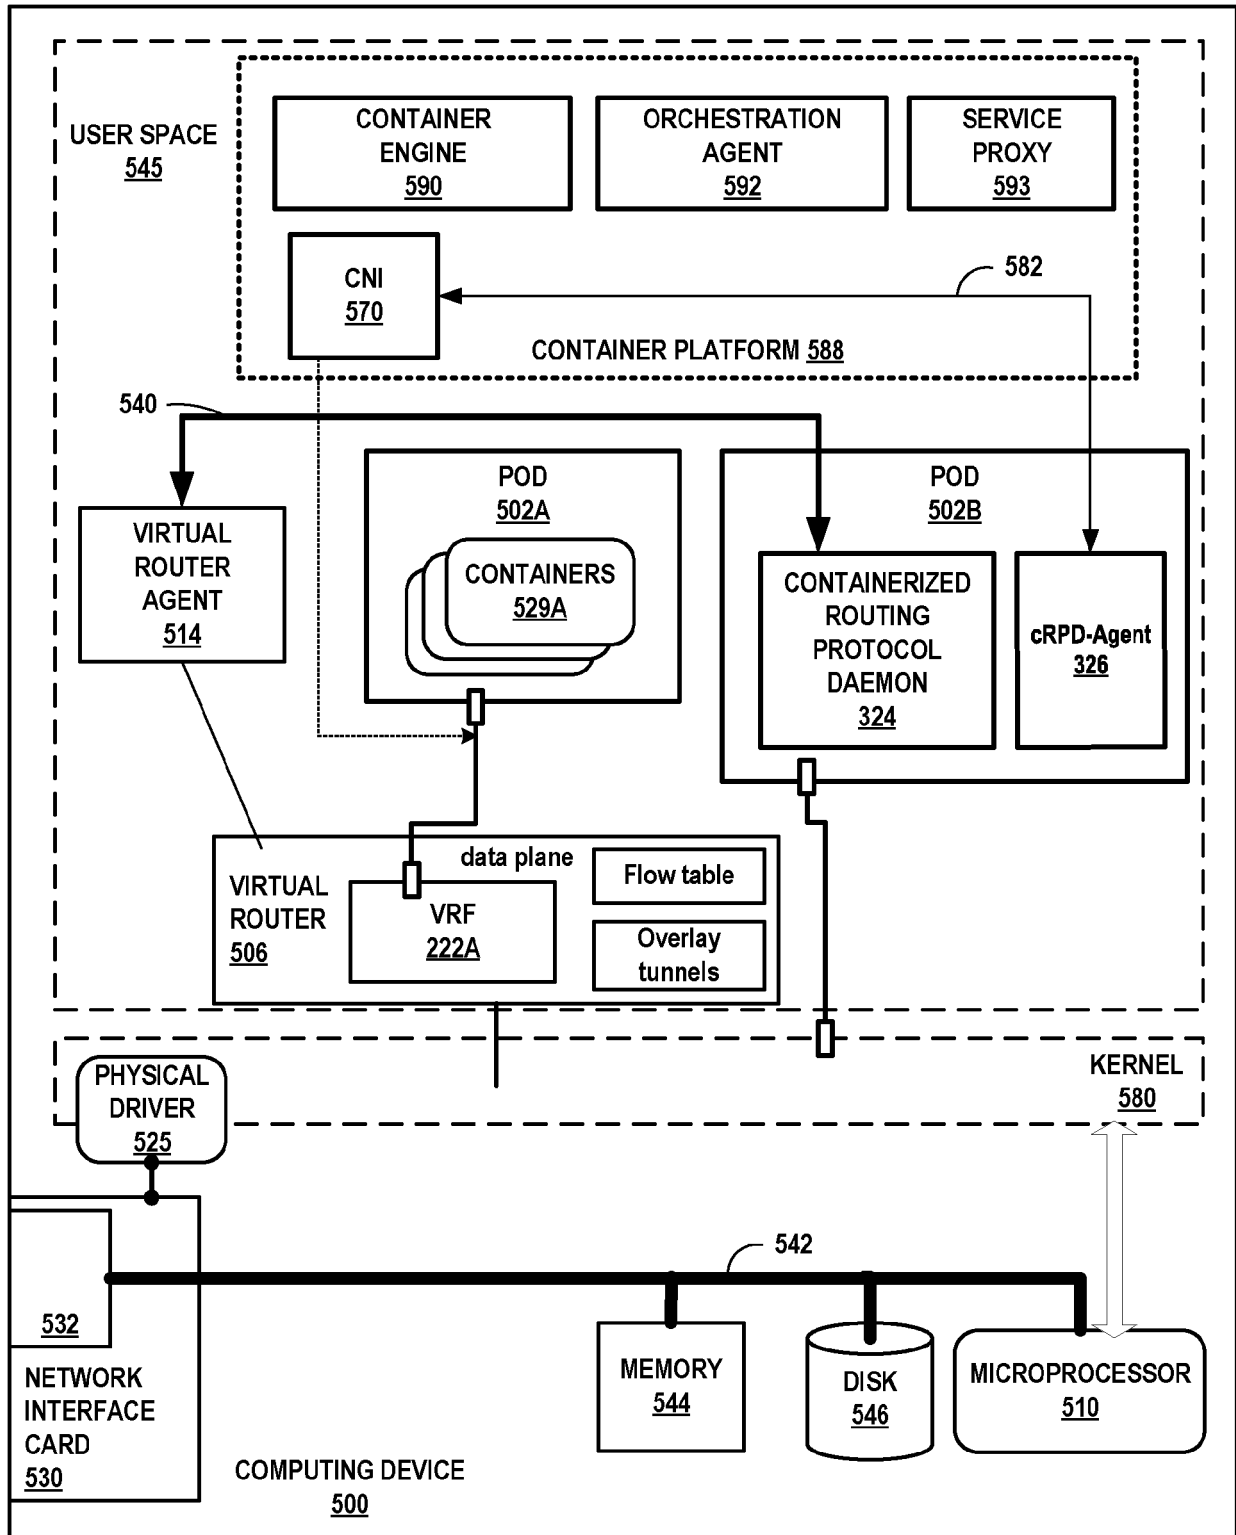 USER SPACE
545
CONTAINER
ENGINE
590
ORCHESTRATION
AGENT
592
SERVICE
PROXY
593
CNI
570
582
CONTAINER PLATFORM 588
540
VIRTUAL
ROUTER
AGENT
514
POD
502A
CONTAINERS
529A
POD
502B
CONTAINERIZED
ROUTING
PROTOCOL
DAEMON
324
cRPD-Agent
326
VIRTUAL
ROUTER
506
data plane
VRF
222A
Flow table
Overlay
tunnels
KERNEL
580
PHYSICAL
DRIVER
525
542
532
NETWORK
INTERFACE
CARD
530
MEMORY
544
DISK
546
MICROPROCESSOR
510
COMPUTING DEVICE
500